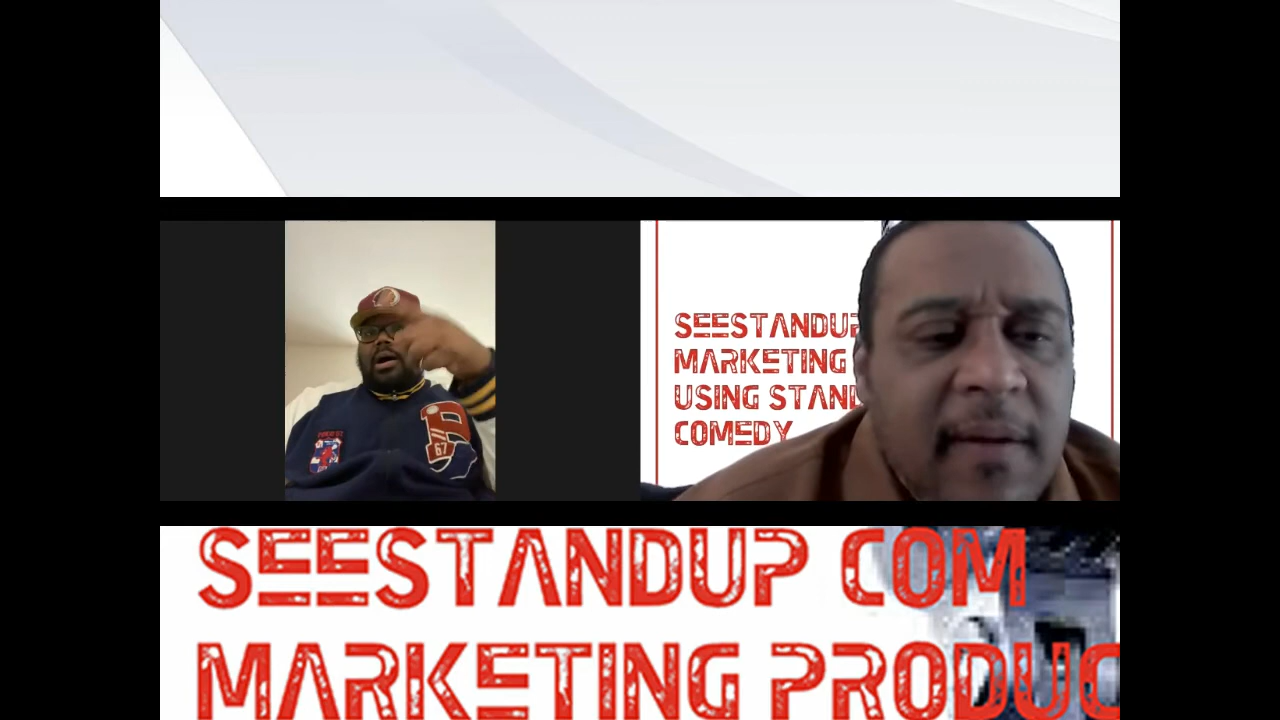 SEESTANDUP
MARKETING
USING STAND
COMEDY
67
SEESTANDUP COM
MARKETING PRODUC